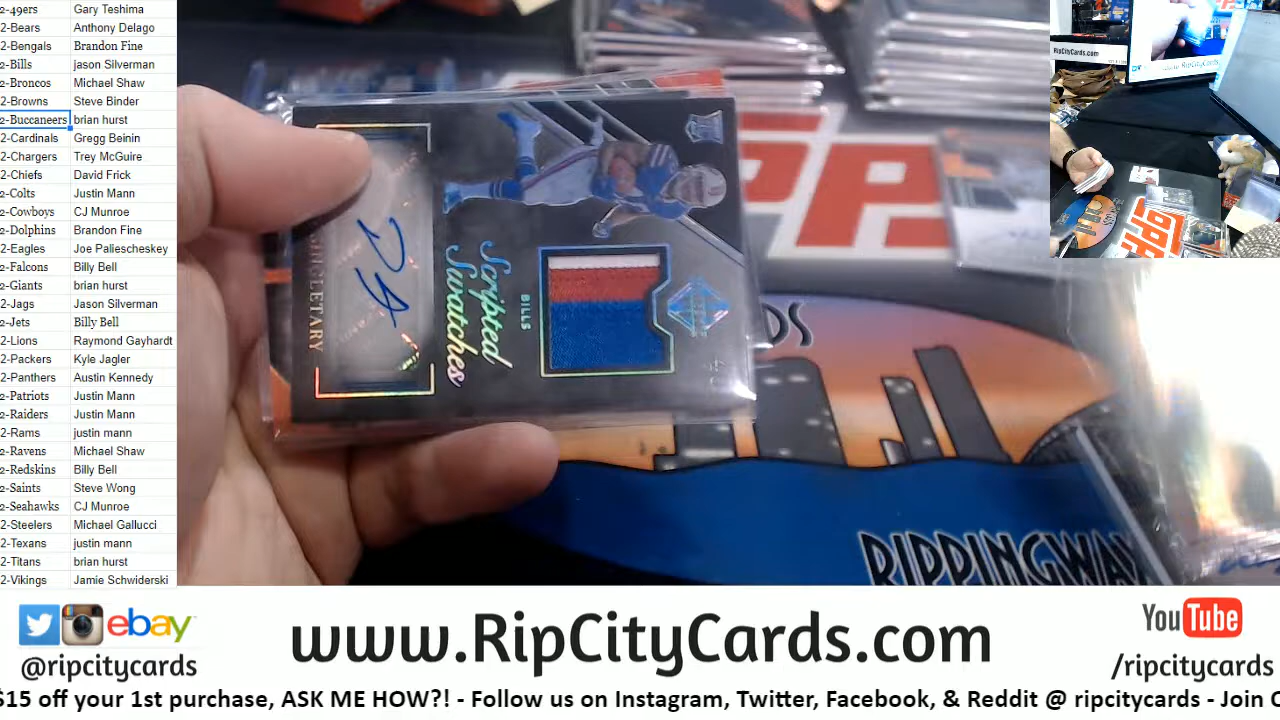 2-49ers Gary Teshima
2-Bears Anthony Delago
2-Bengals Brandon Fine
2-Bills jason Silverman
2-Broncos Michael Shaw
2-Browns Steve Binder
2-Buccaneers brian hurst
2-Cardinals Gregg Beinin
2-Chargers Trey McGuire
2-Chiefs David Frick
2-Colts Justin Mann
2-Cowboys CJ Munroe
2-Dolphins Brandon Fine
2-Eagles Joe Paliescheskey
2-Falcons Billy Bell
2-Giants brian hurst
2-Jags Jason Silverman
2-Jets Billy Bell
2-Lions Raymond Gayhardt
2-Packers Kyle Jagler
2-Panthers Austin Kennedy
2-Patriots Justin Mann
2-Raiders Justin Mann
2-Rams justin mann
2-Ravens Michael Shaw
2-Redskins Billy Bell
2-Saints Steve Wong
2-Seahawks CJ Munroe
2-Steelers Michael Gallucci
2-Texans justin mann
2-Titans brian hurst
2-Vikings Jamie Schwiderski
SINGLETARY
Scripted
Swatches
BILLS
RIPPINGWAX
RipCityCards.com
ebay
@ripcitycards
www.RipCityCards.com
YouTube
/ripcitycards
$15 off your 1st purchase, ASK ME HOW?! - Follow us on Instagram, Twitter, Facebook, & Reddit @ ripcitycards - Join